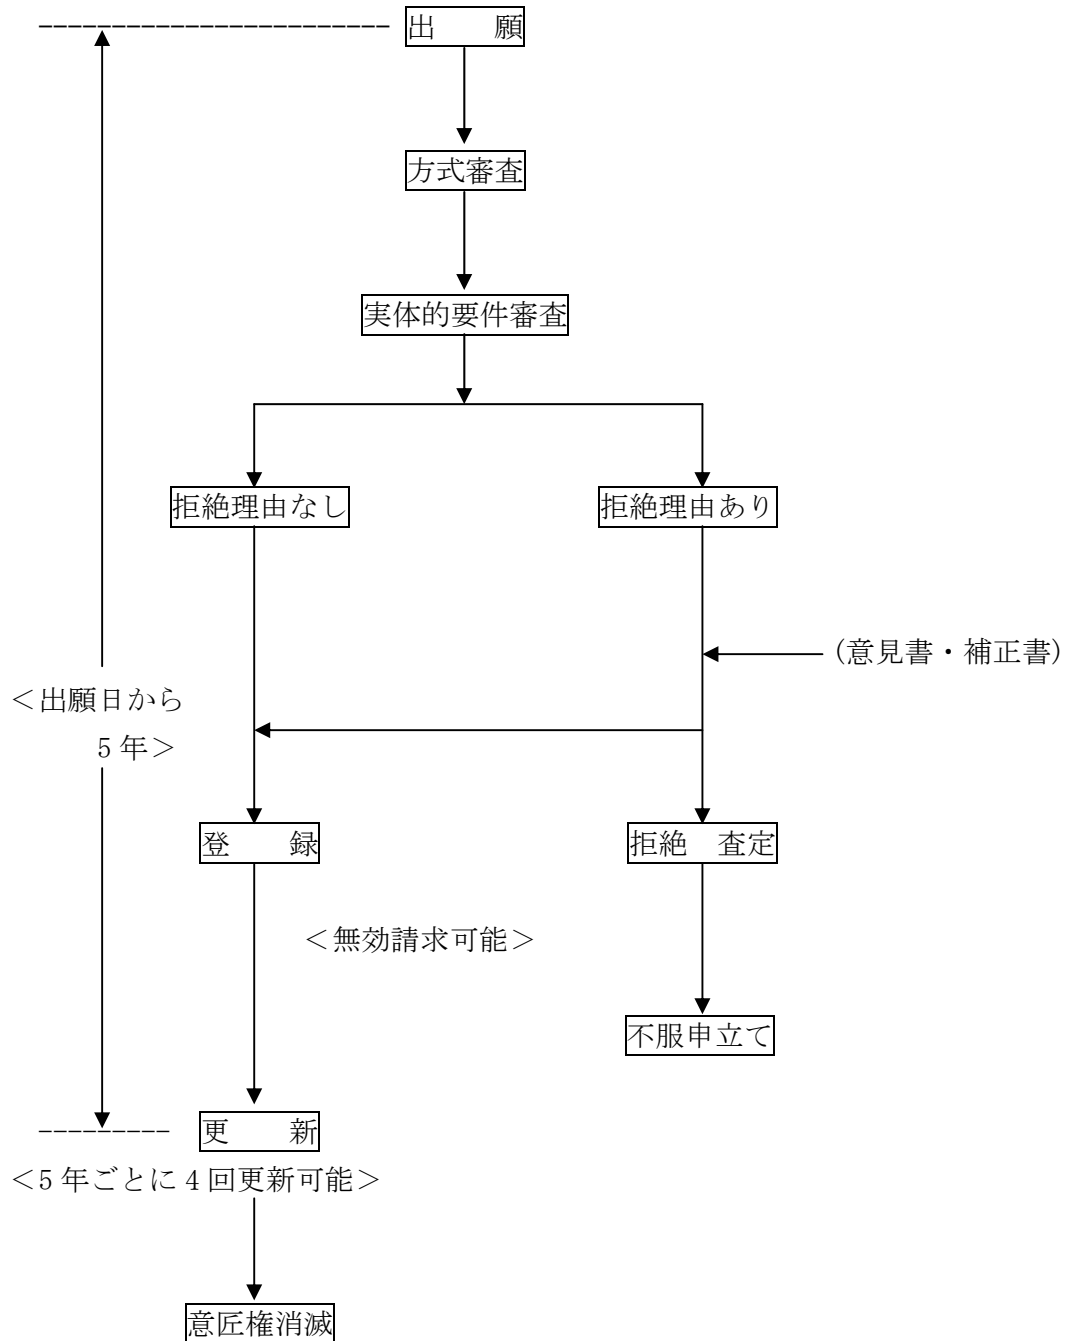 出　　願
方式審査
実体的要件審査
拒絶理由なし
拒絶理由あり
(意見書・補正書)
＜出願日から
5年＞
登　　録
拒絶　査定
＜無効請求可能＞
不服申立て
更　　新
＜5年ごとに4回更新可能＞
意匠権消滅